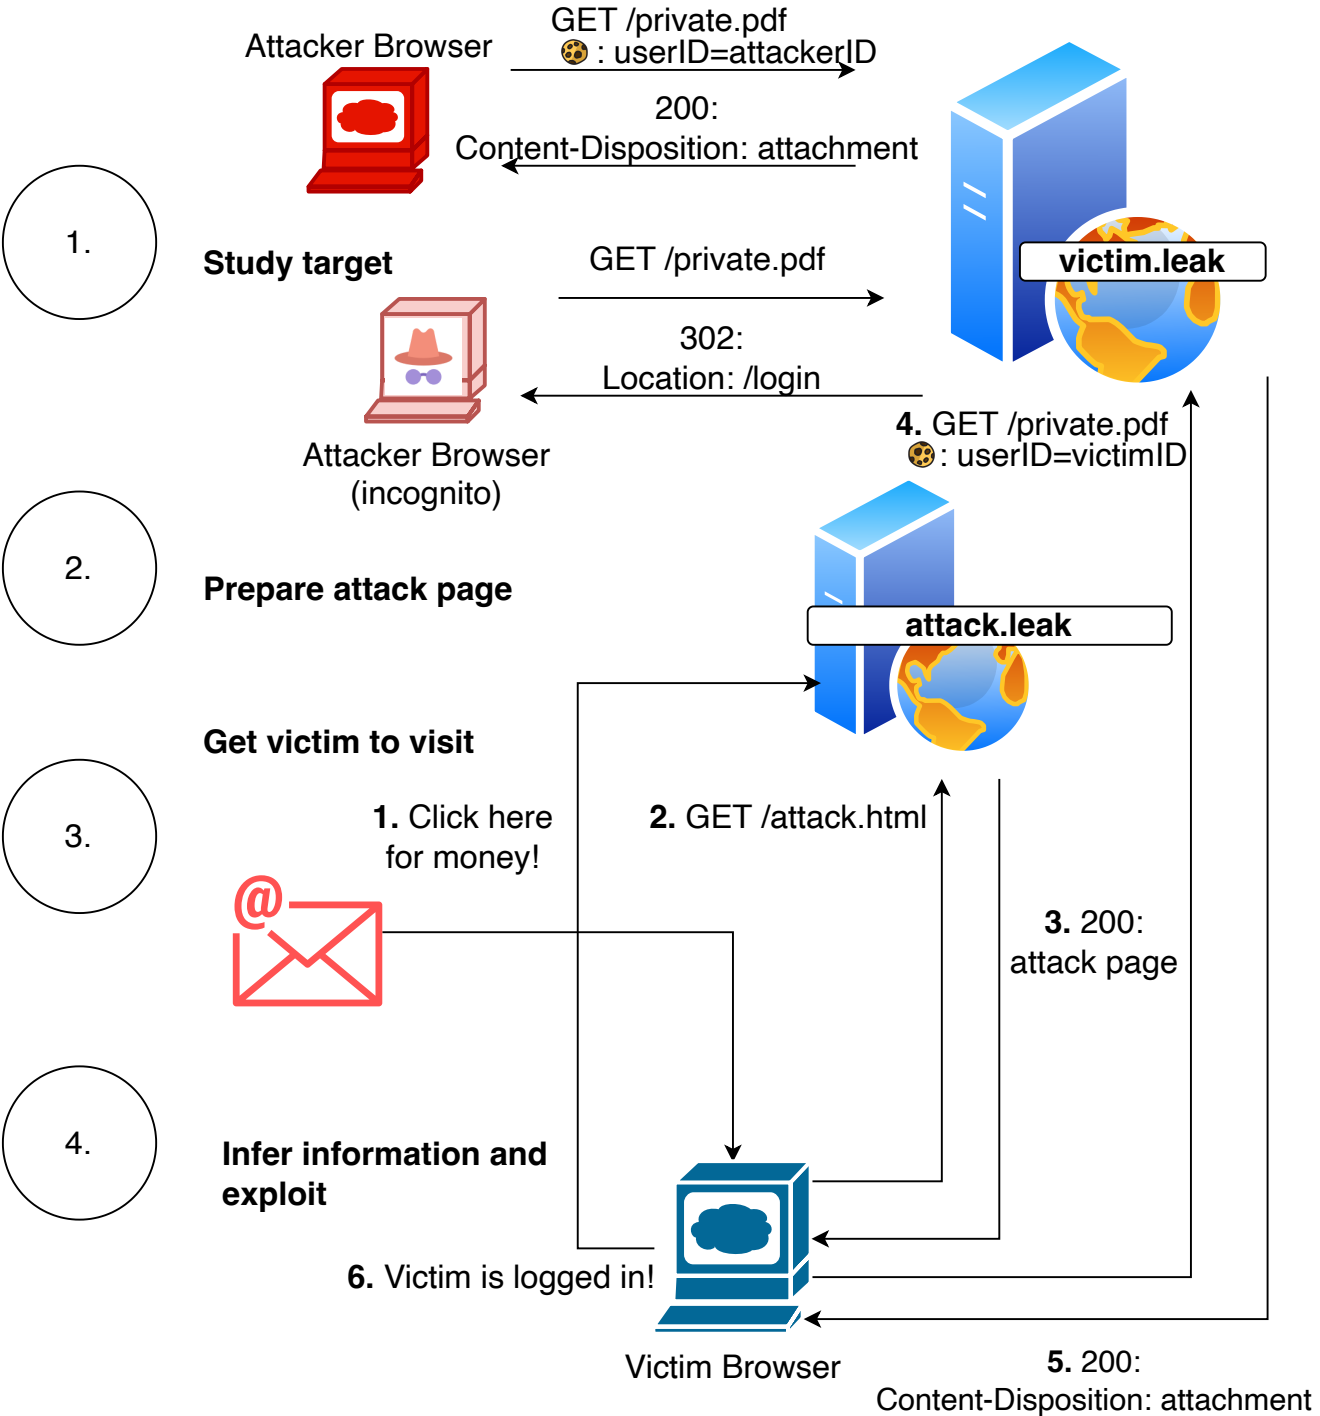 GET /private.pdf
: userID=attackerID
Attacker Browser
200:
Content-Disposition: attachment
1.
Study target
GET /private.pdf
victim.leak
302:
Location: /login
Attacker Browser
(incognito)
4. GET /private.pdf
: userID=victimID
2.
Prepare attack page
attack.leak
Get victim to visit
3.
1. Click here
for money!
2. GET /attack.html
@
3. 200:
attack page
4.
Infer information and
exploit
6. Victim is logged in!
Victim Browser
5. 200:
Content-Disposition: attachment